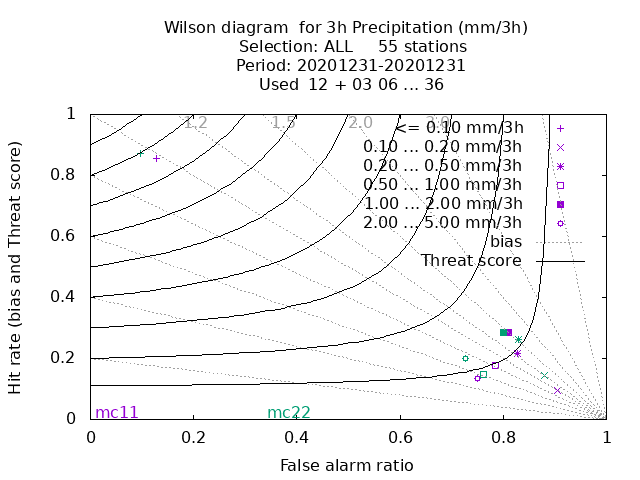 Wilson diagram  for 3h Precipitation (mm/3h)
Selection: ALL     55 stations
Period: 20201231-20201231
Used  12 + 03 06 ... 36
1.2 1.5 2.0 3.0
<= 0.10 mm/3h
0.10 ... 0.20 mm/3h
0.20 ... 0.50 mm/3h
0.50 ... 1.00 mm/3h
1.00 ... 2.00 mm/3h
2.00 ... 5.00 mm/3h
bias
Threat score
Hit rate (bias and Threat score)
1
0.8
0.6
0.4
0.2
0
mc11 mc22
0 0.2 0.4 0.6 0.8 1
False alarm ratio